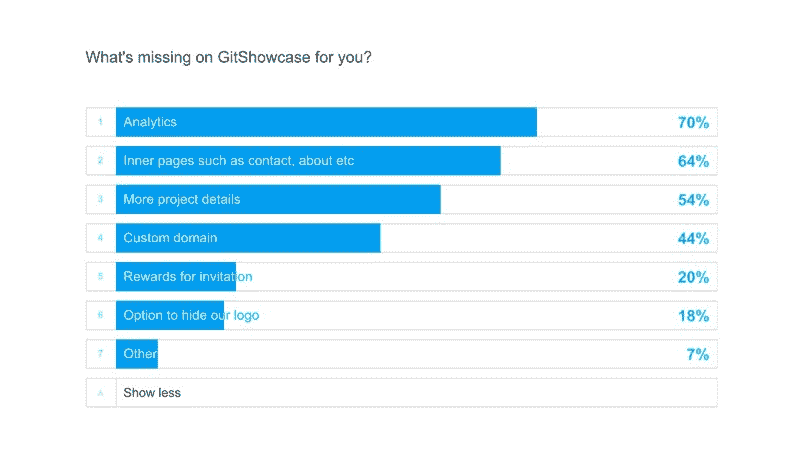 What's missing on GitShowcase for you?
1 Analytics 70%
2 Inner pages such as contact, about etc 64%
3 More project details 54%
4 Custom domain 44%
5 Rewards for invitation 20%
6 Option to hide our logo 18%
7 Other 7%
Show less